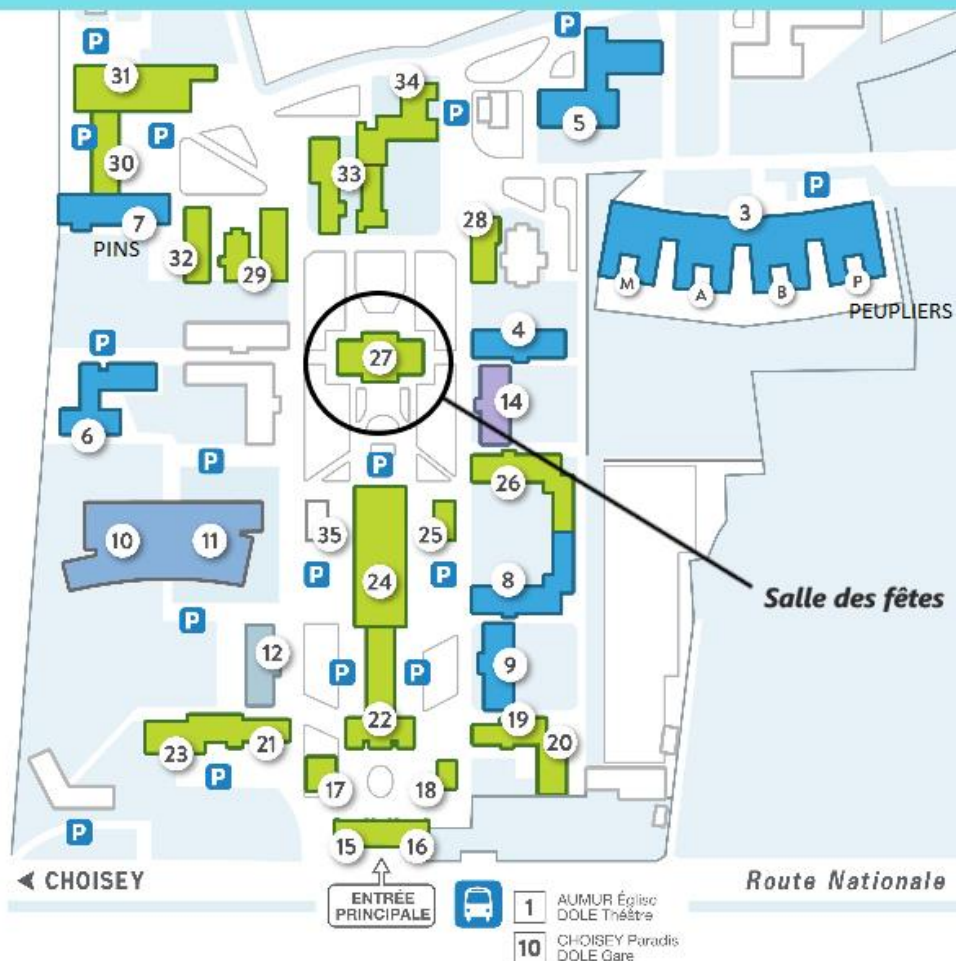 P
P
31
34
5
P
P
P
30
33
P
3
7
PINS
32
29
28
M
A
B
P
PEUPLIERS
4
27
P
14
6
P
P
26
10
11
35
25
24
8
P
P
Salle des fêtes
P
12
P
P
9
22
19
23
21
20
P
17
18
P
15
16
CHOISEY
Route Nationale
ENTRÉE
PRINCIPALE
1
AUMUR Église
DOLE Théâtre
10
CHOISEY Paradis
DOLE Gare